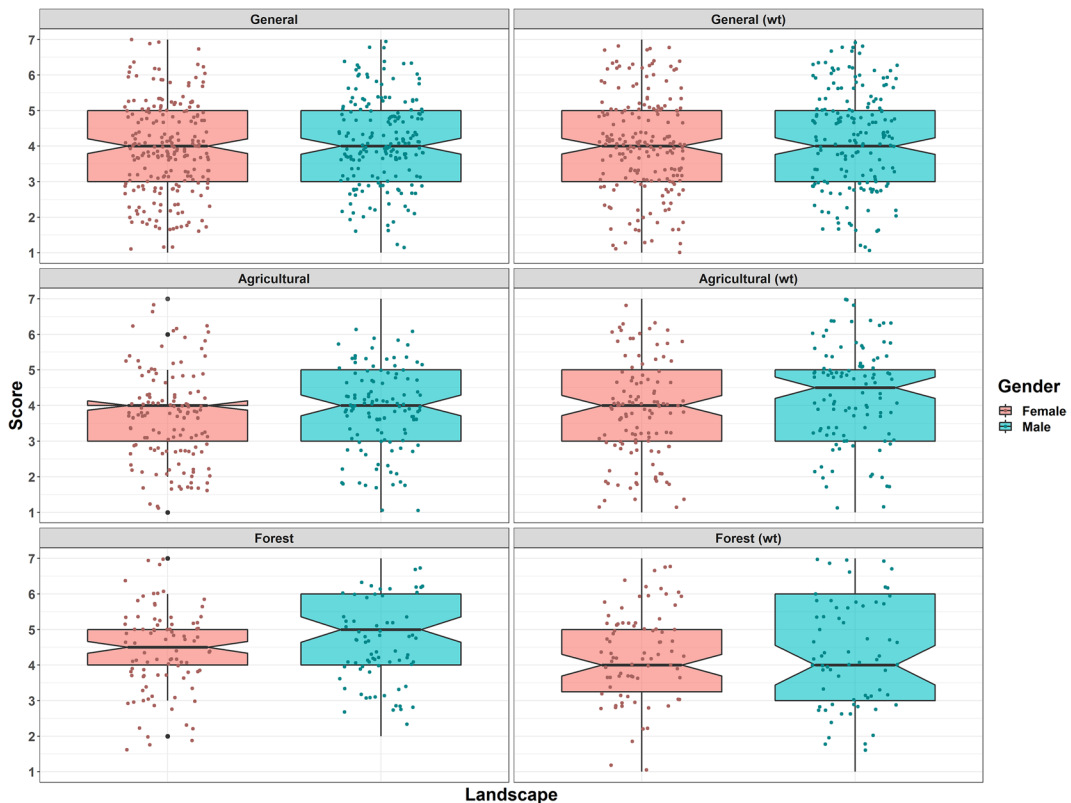 General
General (wt)
7
6
5
4
3
2
1
Agricultural
Agricultural (wt)
7
6
5
4
3
2
1
Forest
Forest (wt)
7
6
5
4
3
2
1
Score
Landscape
Gender
Female
Male